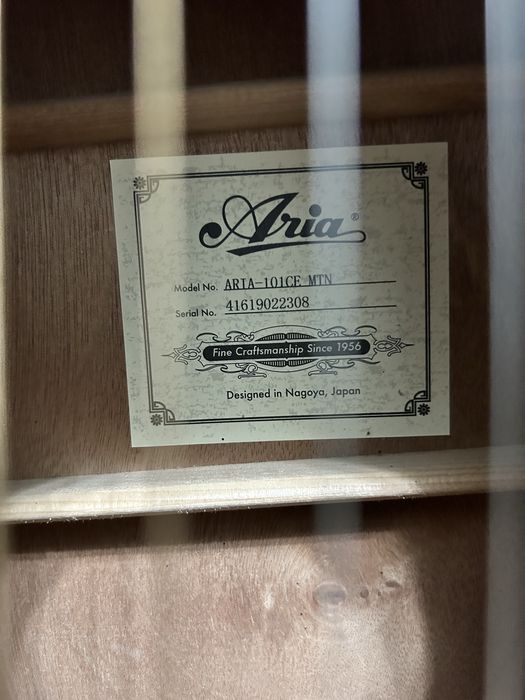 Aria®
Model No. ARIA-101CE MTN
Serial No. 41619022308
Fine Craftsmanship Since 1956
Designed in Nagoya, Japan